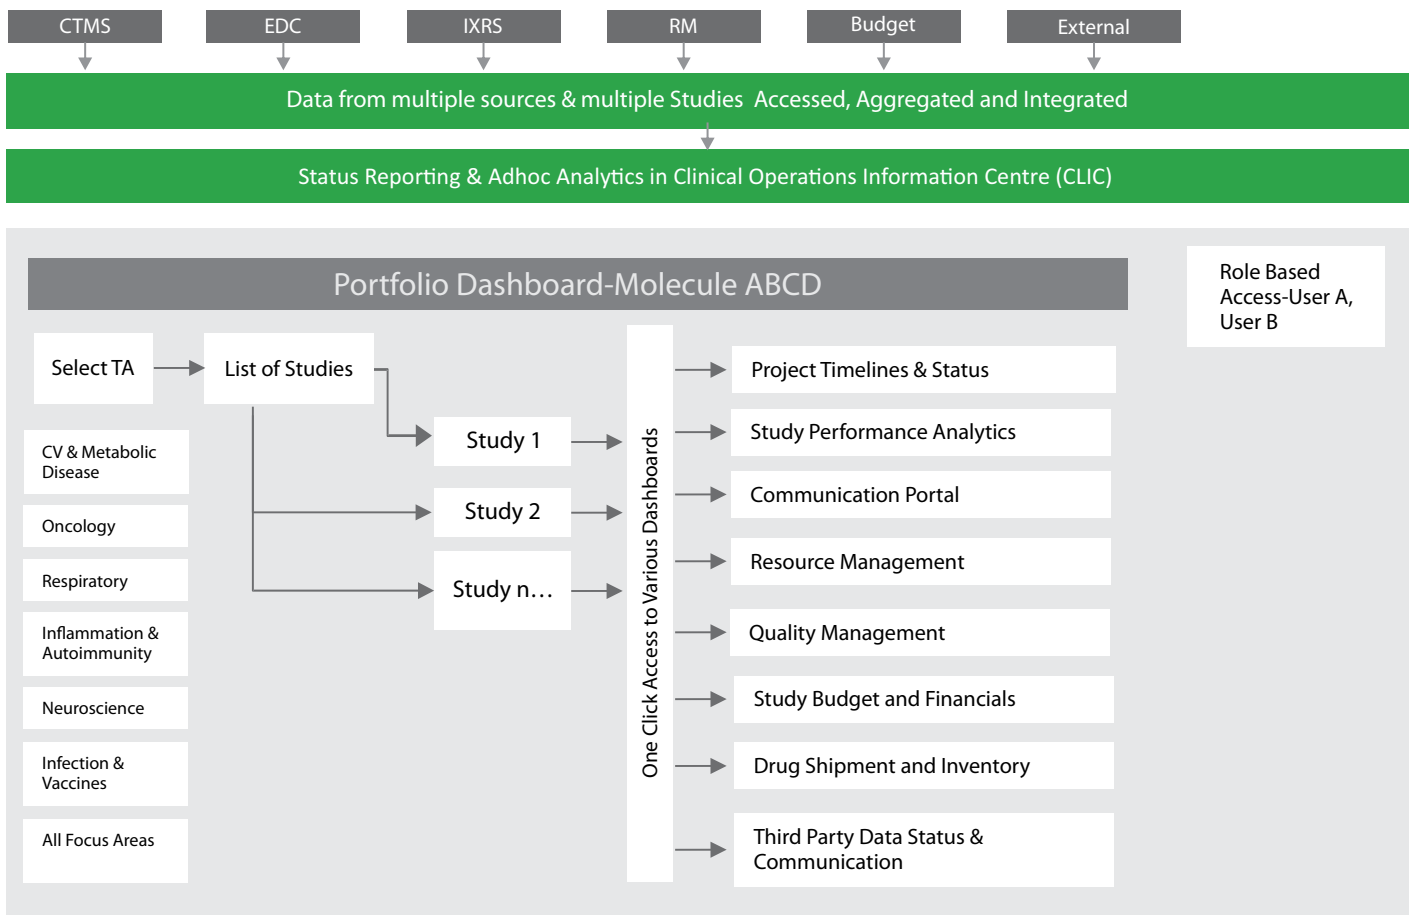 CTMS
EDC
IXRS
RM
Budget
External
Data from multiple sources & multiple Studies Accessed, Aggregated and Integrated
Status Reporting & Adhoc Analytics in Clinical Operations Information Centre (CLIC)
Portfolio Dashboard-Molecule ABCD
Role Based
Access-User A,
User B
Select TA
List of Studies
CV & Metabolic
Disease
Oncology
Respiratory
Inflammation &
Autoimmunity
Neuroscience
Infection &
Vaccines
All Focus Areas
Study 1
Study 2
Study n...
One Click Access to Various Dashboards
Project Timelines & Status
Study Performance Analytics
Communication Portal
Resource Management
Quality Management
Study Budget and Financials
Drug Shipment and Inventory
Third Party Data Status &
Communication